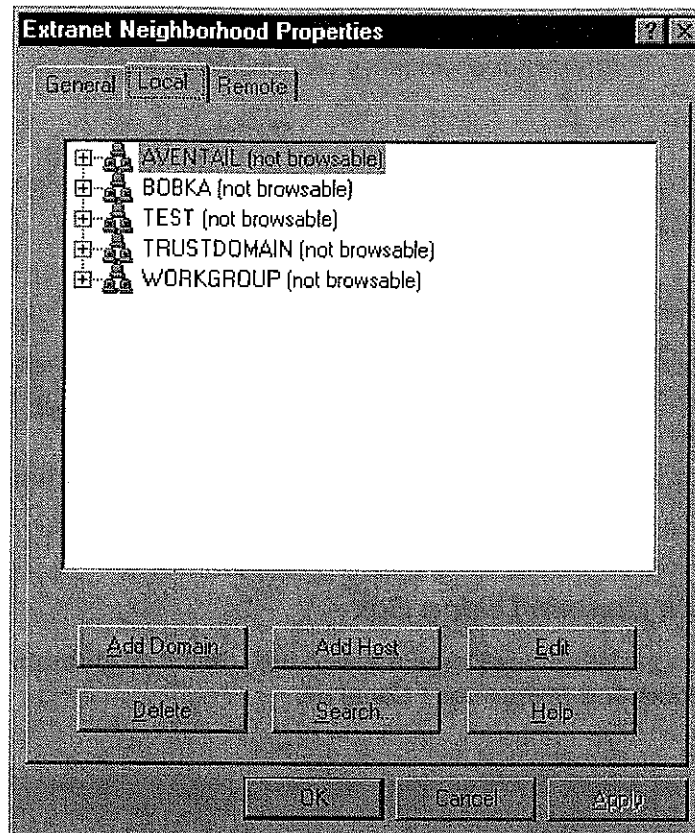 Extranet Neighborhood Properties
General Local Remote
AVENTAIL (not browsable)
BOBKA (not browsable)
TEST (not browsable)
TRUSTDOMAIN (not browsable)
WORKGROUP (not browsable)
Add Domain Add Host Edit
Delete Search... Help
OK Cancel Apply